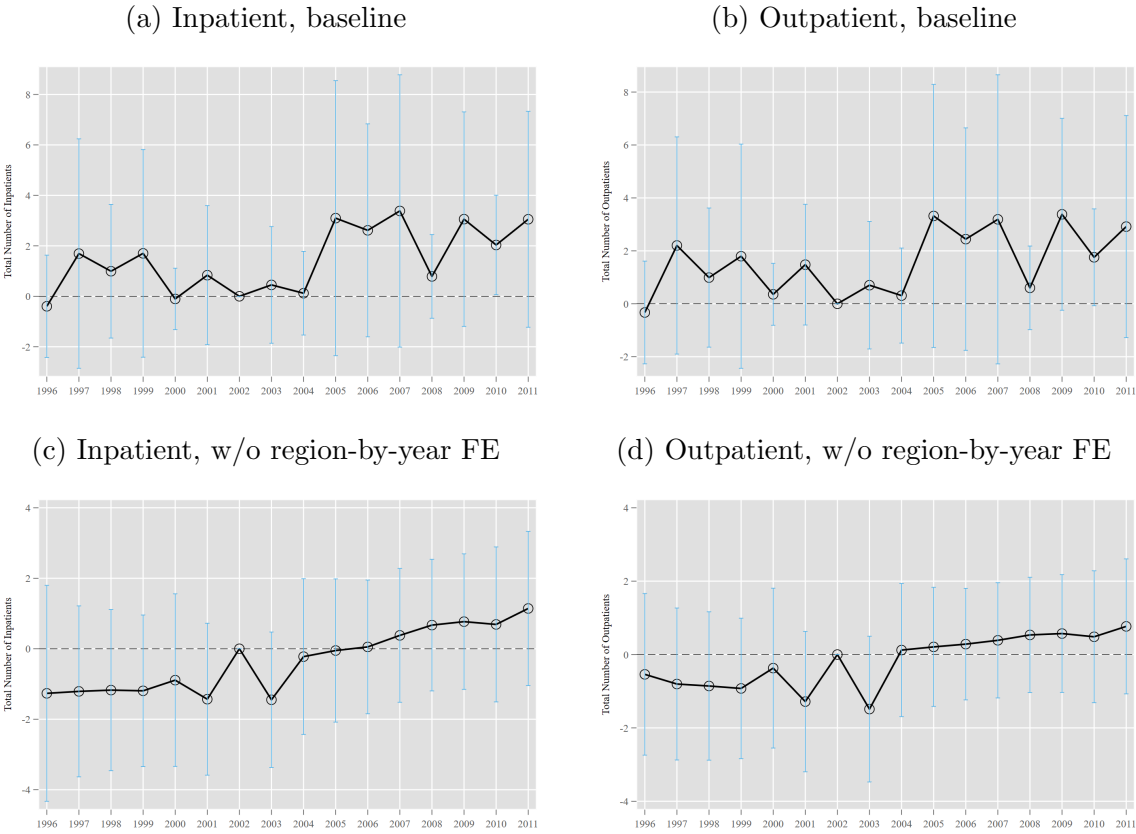 (a) Inpatient, baseline
Total Number of Inpatients
8
6
4
2
0
-2
1996 1997 1998 1999 2000 2001 2002 2003 2004 2005 2006 2007 2008 2009 2010 2011
(b) Outpatient, baseline
Total Number of Outpatients
8
6
4
2
0
-2
1996 1997 1998 1999 2000 2001 2002 2003 2004 2005 2006 2007 2008 2009 2010 2011
(c) Inpatient, w/o region-by-year FE
Total Number of Inpatients
4
2
0
-2
-4
1996 1997 1998 1999 2000 2001 2002 2003 2004 2005 2006 2007 2008 2009 2010 2011
(d) Outpatient, w/o region-by-year FE
Total Number of Outpatients
4
2
0
-2
-4
1996 1997 1998 1999 2000 2001 2002 2003 2004 2005 2006 2007 2008 2009 2010 2011